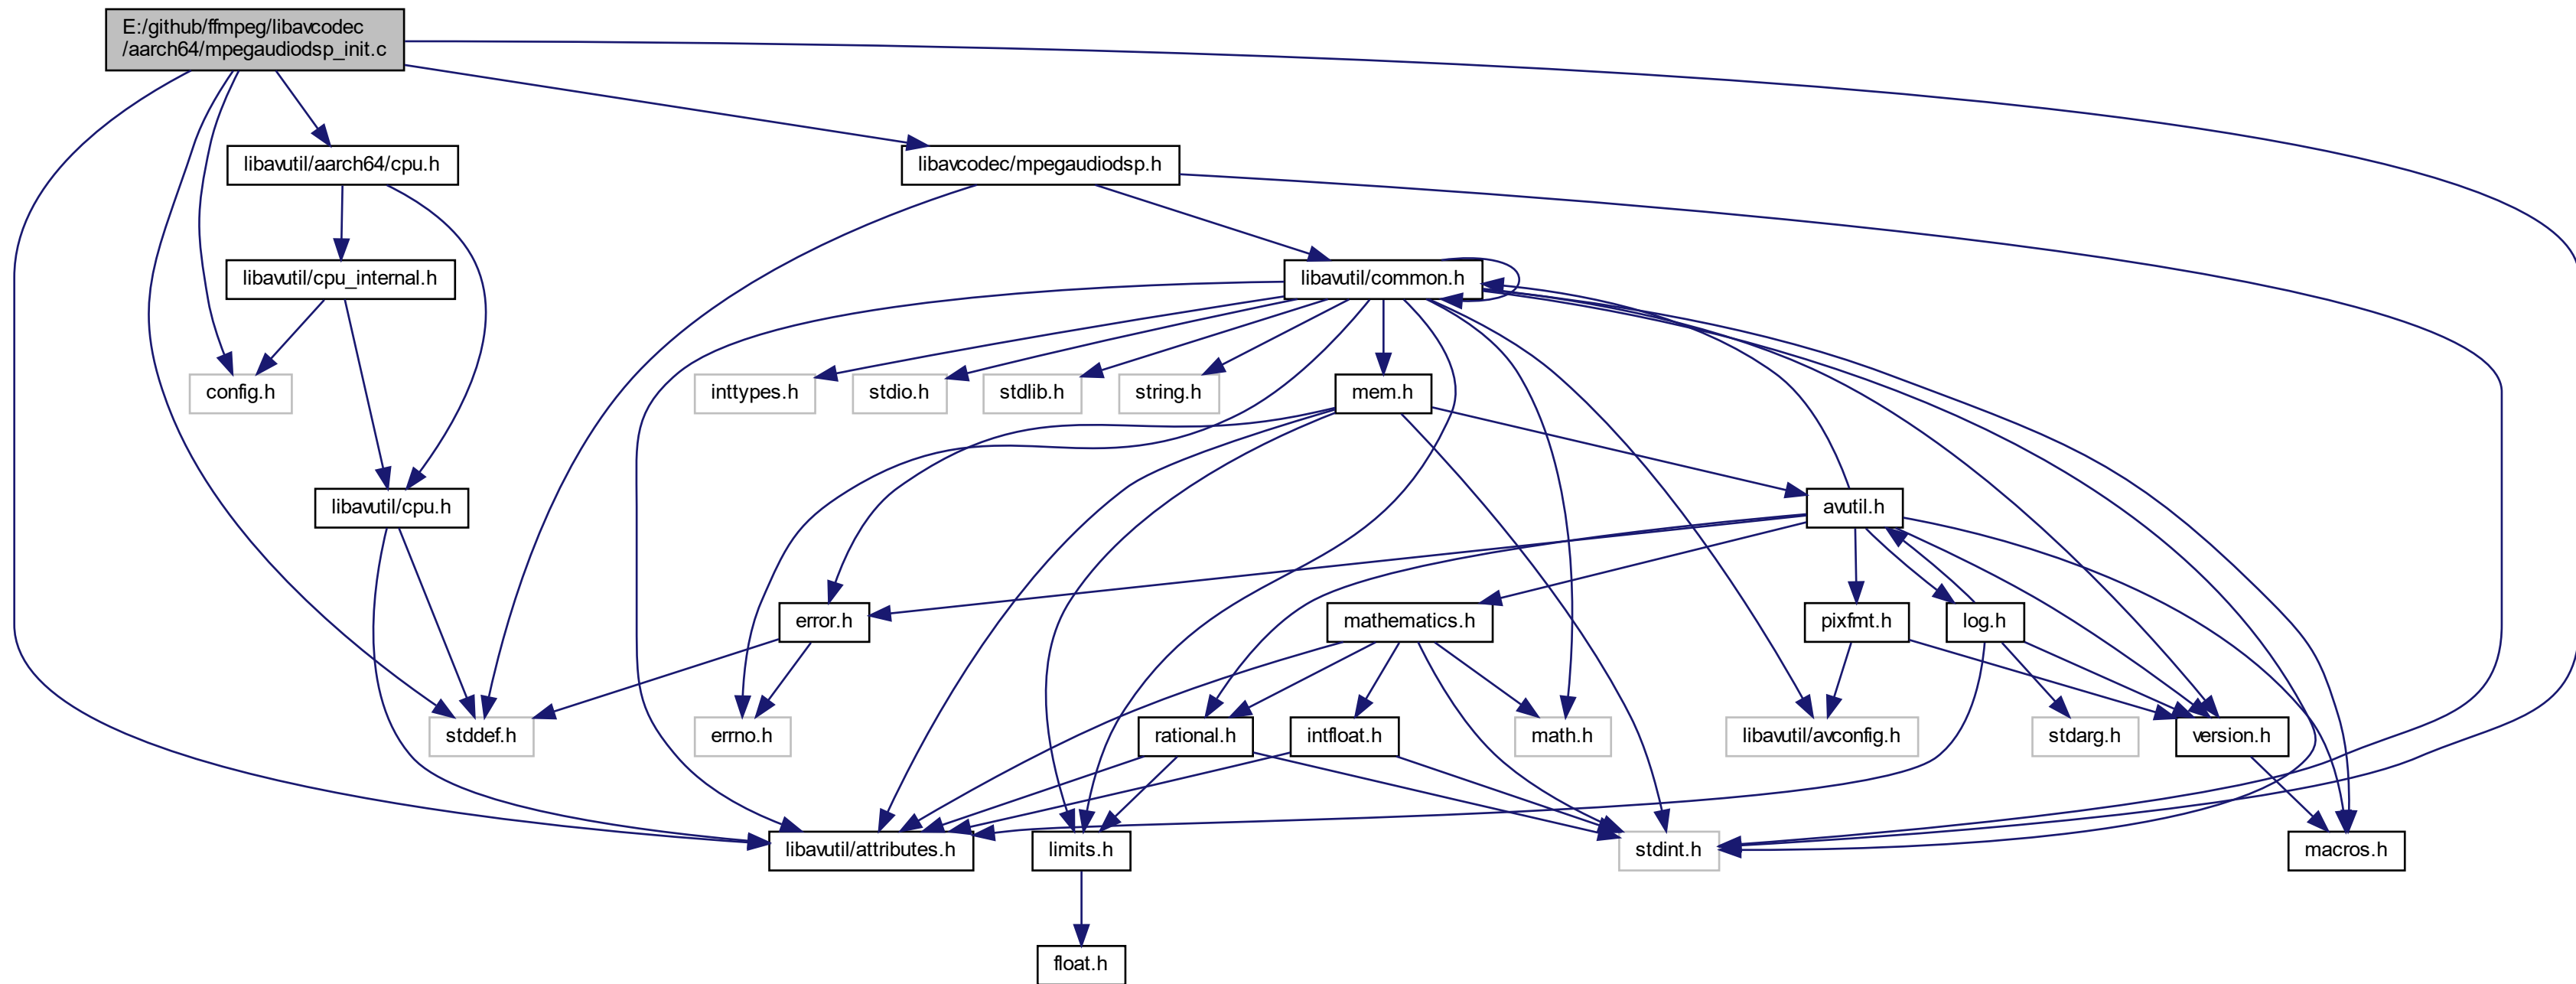 E:/github/ffmpeg/libavcodec
/aarch64/mpegaudiodsp_init.c
libavutil/aarch64/cpu.h
libavcodec/mpegaudiodsp.h
libavutil/cpu_internal.h
libavutil/common.h
config.h
inttypes.h
stdio.h
stdlib.h
string.h
mem.h
libavutil/cpu.h
avutil.h
error.h
mathematics.h
pixfmt.h
log.h
stddef.h
errno.h
rational.h
intfloat.h
math.h
libavutil/avconfig.h
stdarg.h
version.h
libavutil/attributes.h
limits.h
stdint.h
macros.h
float.h